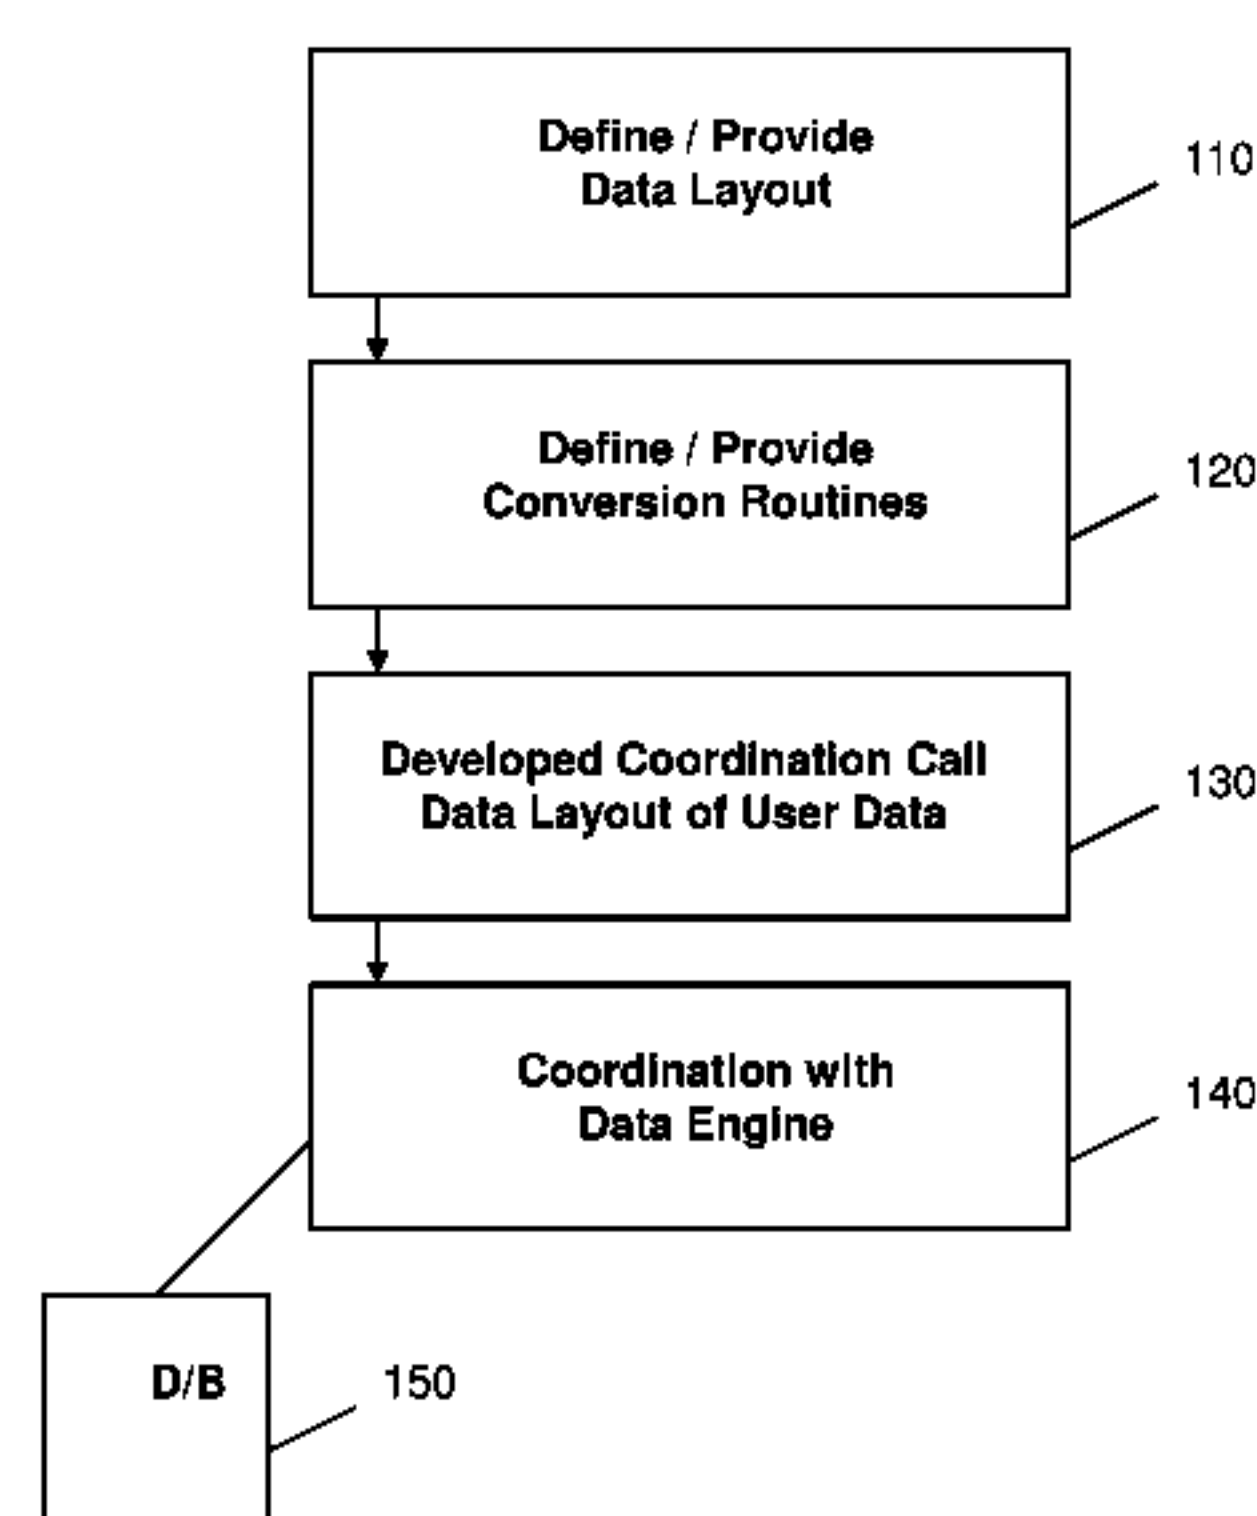 Define / Provide
Data Layout
110
Define / Provide
Conversion Routines
120
Developed Coordination Call
Data Layout of User Data
130
Coordination with
Data Engine
140
D/B
150